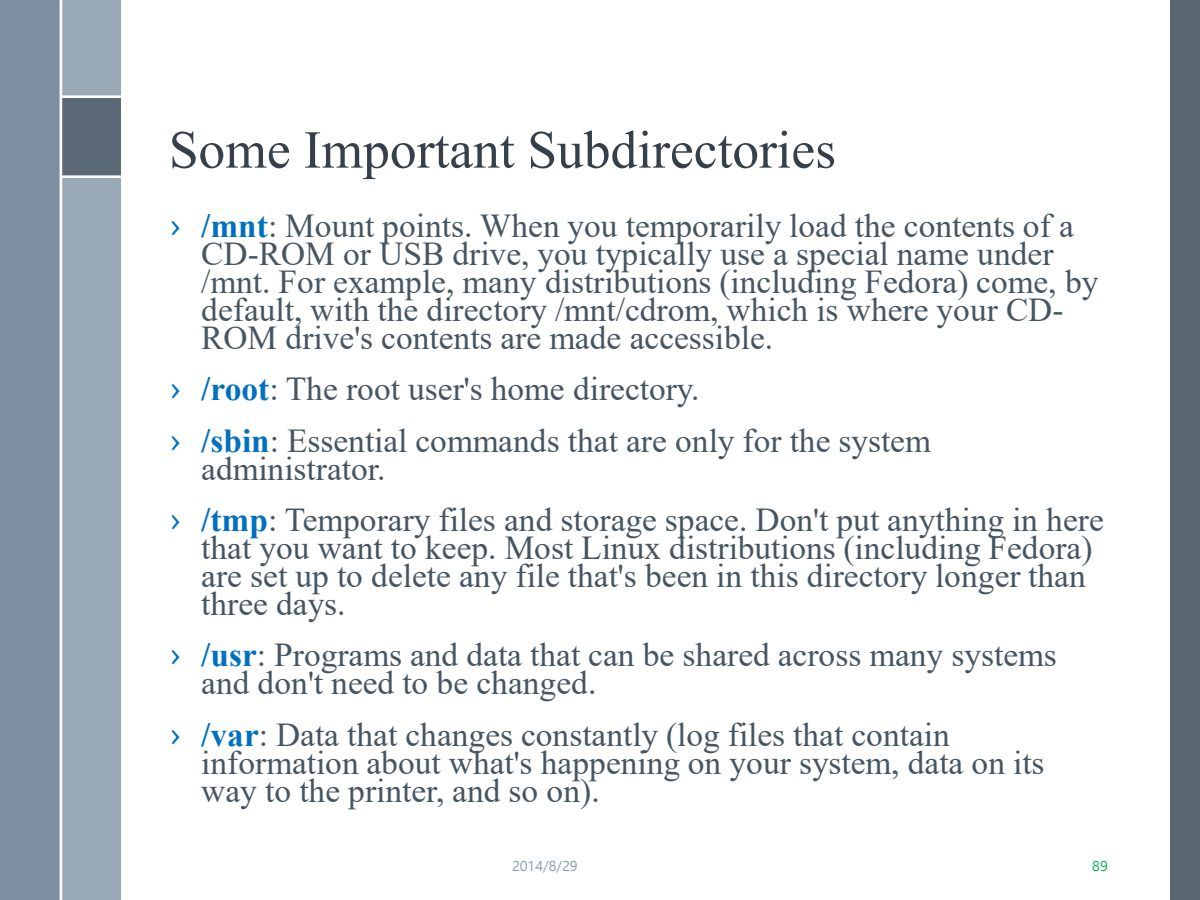 Some Important Subdirectories
› /mnt: Mount points. When you temporarily load the contents of a
CD-ROM or USB drive, you typically use a special name under
/mnt. For example, many distributions (including Fedora) come, by
default, with the directory /mnt/cdrom, which is where your CD-
ROM drive's contents are made accessible.
› /root: The root user's home directory.
› /sbin: Essential commands that are only for the system
administrator.
› /tmp: Temporary files and storage space. Don't put anything in here
that you want to keep. Most Linux distributions (including Fedora)
are set up to delete any file that's been in this directory longer than
three days.
› /usr: Programs and data that can be shared across many systems
and don't need to be changed.
› /var: Data that changes constantly (log files that contain
information about what's happening on your system, data on its
way to the printer, and so on).
2014/8/29
89